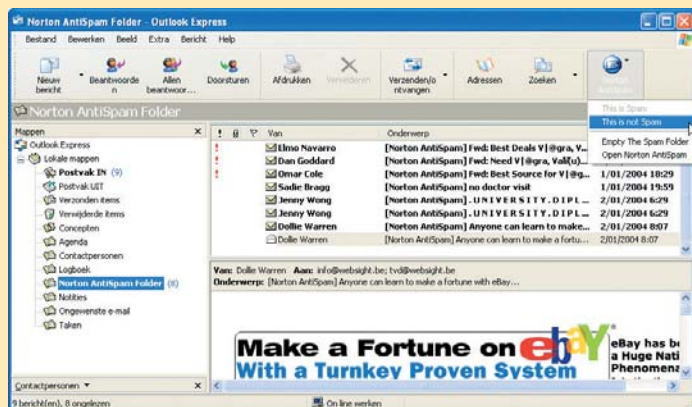 Norton AntiSpam Folder - Outlook Express
Bestand Bewerken Beeld Extra Bericht Help
Nieuw bericht
Beantwoorde n
Allen beantwoor...
Doorsturen
Afdrukken
Verwijderen
Verzenden/o ntvangen
Adressen
Zoeken
This is Spam
This is not Spam
Empty The Spam Folder
Open Norton AntiSpam
Norton AntiSpam Folder
Mappen x
Outlook Express
Lokale mappen
Postvak IN (9)
Postvak UIT
Verzonden items
Verwijderde items
Concepten
Agenda
Contactpersonen
Logboek
Norton AntiSpam Folder (8)
Notities
Ongewenste e-mail
Taken
Contactpersonen x
! Van Onderwerp
! Elmo Navarro [Norton AntiSpam] Fwd: Best Deals V|@gra, V...
! Dan Goddard [Norton AntiSpam] Fwd: Need V|@gra, Vali(u)...
! Omar Cole [Norton AntiSpam] Fwd: Best Source for V|@g... 1/01/2004 18:29
Sadie Bragg [Norton AntiSpam] no doctor visit 1/01/2004 19:59
Jenny Wong [Norton AntiSpam] . U N I V E R S I T Y . D I P L ... 2/01/2004 6:29
Jenny Wong [Norton AntiSpam] . U N I V E R S I T Y . D I P L ... 2/01/2004 6:29
Dollie Warren [Norton AntiSpam] Anyone can learn to make... 2/01/2004 8:07
Dollie Warren [Norton AntiSpam] Anyone can learn to make a fortu... 2/01/2004 8:07
Van: Dollie Warren Aan: info@websight.be; tvd@websight.be
Onderwerp: [Norton AntiSpam] Anyone can learn to make a fortune with eBay...
Make a Fortune on ebY
With a Turnkey Proven System
eBay has be
a Huge Nati
Phenomena
9 bericht(en), 8 ongelezen
On line werken